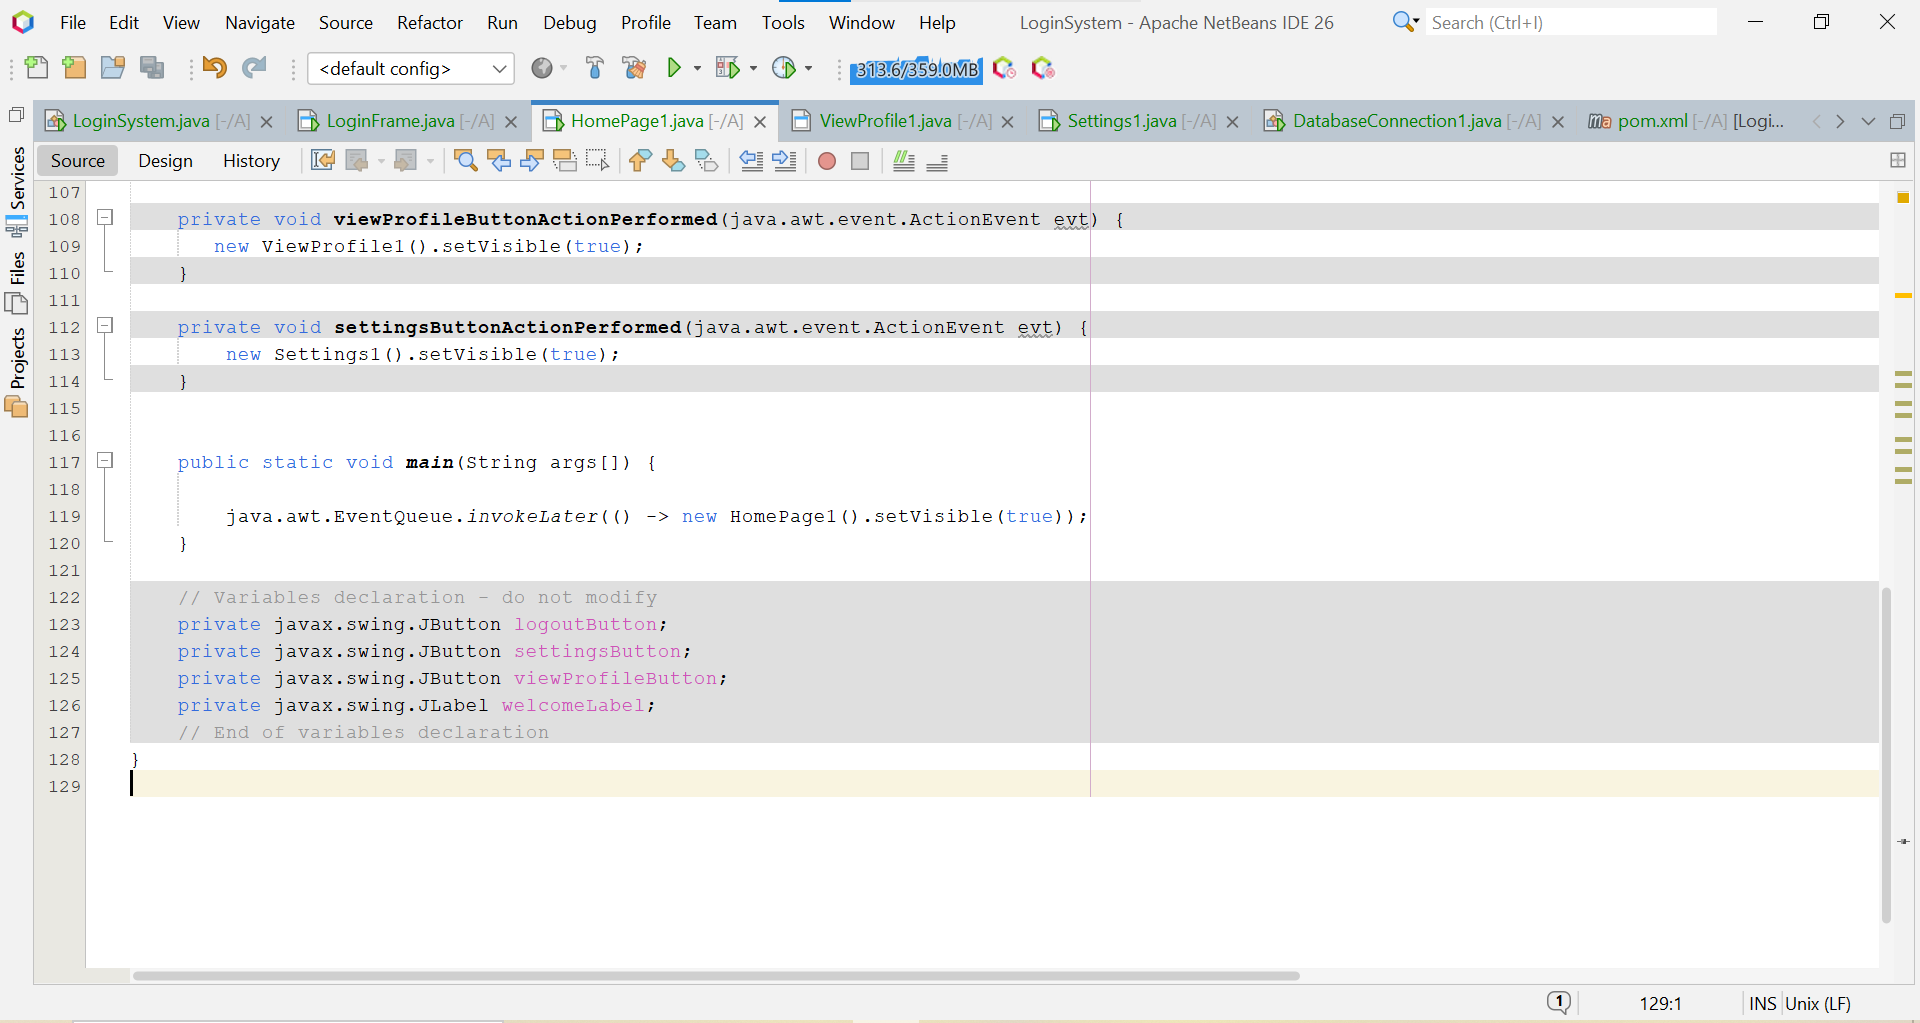 File Edit View Navigate Source Refactor Run Debug Profile Team Tools Window Help LoginSystem - Apache NetBeans IDE 26 Search (Ctrl+I)
<default config> 313.6/359.0MB
LoginSystem.java [-/A] LoginFrame.java [-/A] HomePage1.java [-/A] ViewProfile1.java [-/A] Settings1.java [-/A] DatabaseConnection1.java [-/A] ma pom.xml [-/A] [Logi...
Source Design History
Services
Files
Projects
107
108 private void viewProfileButtonActionPerformed(java.awt.event.ActionEvent evt) {
109 new ViewProfile1().setVisible(true);
110 }
111
112 private void settingsButtonActionPerformed(java.awt.event.ActionEvent evt) {
113 new Settings1().setVisible(true);
114 }
115
116
117 public static void main(String args[]) {
118
119 java.awt.EventQueue.invokeLater(() -> new HomePage1().setVisible(true));
120 }
121
122 // Variables declaration - do not modify
123 private javax.swing.JButton logoutButton;
124 private javax.swing.JButton settingsButton;
125 private javax.swing.JButton viewProfileButton;
126 private javax.swing.JLabel welcomeLabel;
127 // End of variables declaration
128 }
129
1 129:1 INS Unix (LF)